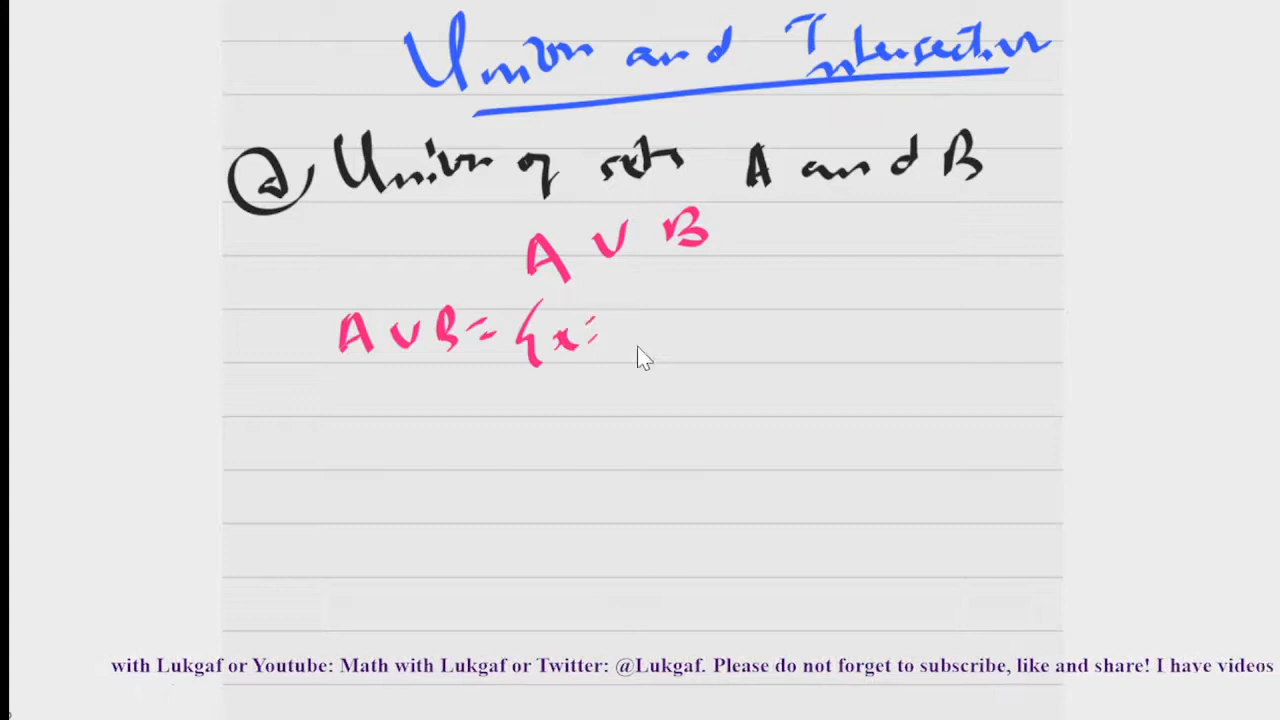 Union and Intersection
a) Union of sets A and B
A ∪ B
A ∪ B = {x:
with Lukgaf or Youtube: Math with Lukgaf or Twitter: @Lukgaf. Please do not forget to subscribe, like and share! I have videos